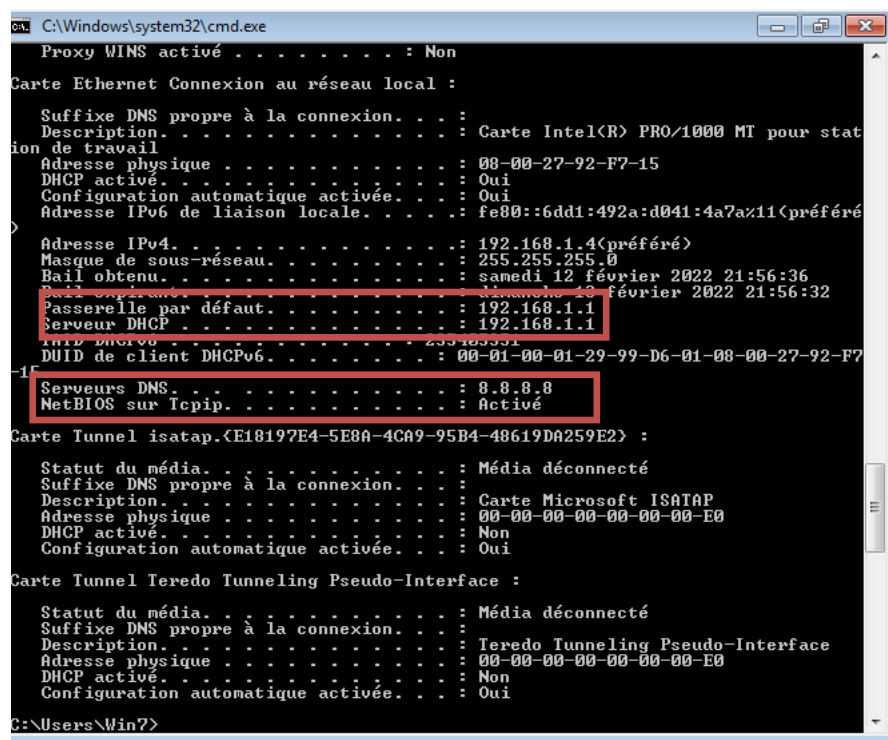 C:\Windows\system32\cmd.exe
Proxy WINS activé . . . . . . . . . : Non
Carte Ethernet Connexion au réseau local :
Suffixe DNS propre à la connexion. . . :
Description. . . . . . . . . . . . . . : Carte Intel(R) PRO/1000 MT pour stat
ion de travail
Adresse physique . . . . . . . . . . . : 08-00-27-92-F7-15
DHCP activé. . . . . . . . . . . . . . : Oui
Configuration automatique activée. . . : Oui
Adresse IPv6 de liaison locale. . . . .: fe80::6dd1:492a:d041:4a7a%11(préféré
)
Adresse IPv4. . . . . . . . . . . . . .: 192.168.1.4(préféré)
Masque de sous-réseau. . . . . . . . . : 255.255.255.0
Bail obtenu. . . . . . . . . . . . . . : samedi 12 février 2022 21:56:36
Bail expirant. . . . . . . . . . . . . : dimanche 13 février 2022 21:56:32
Passerelle par défaut. . . . . . . . . : 192.168.1.1
Serveur DHCP . . . . . . . . . . . . . : 192.168.1.1
IAID DHCPv6 . . . . . . . . . . . : 235405351
DUID de client DHCPv6. . . . . . . . : 00-01-00-01-29-99-D6-01-08-00-27-92-F7
-15
Serveurs DNS. . . . . . . . . . . . . : 8.8.8.8
NetBIOS sur Tcpip. . . . . . . . . . . : Activé
Carte Tunnel isatap.{E18197E4-5E8A-4CA9-95B4-48619DA259E2} :
Statut du média. . . . . . . . . . . . : Média déconnecté
Suffixe DNS propre à la connexion. . . :
Description. . . . . . . . . . . . . . : Carte Microsoft ISATAP
Adresse physique . . . . . . . . . . . : 00-00-00-00-00-00-00-E0
DHCP activé. . . . . . . . . . . . . . : Non
Configuration automatique activée. . . : Oui
Carte Tunnel Teredo Tunneling Pseudo-Interface :
Statut du média. . . . . . . . . . . . : Média déconnecté
Suffixe DNS propre à la connexion. . . :
Description. . . . . . . . . . . . . . : Teredo Tunneling Pseudo-Interface
Adresse physique . . . . . . . . . . . : 00-00-00-00-00-00-00-E0
DHCP activé. . . . . . . . . . . . . . : Non
Configuration automatique activée. . . : Oui
C:\Users\Win7>